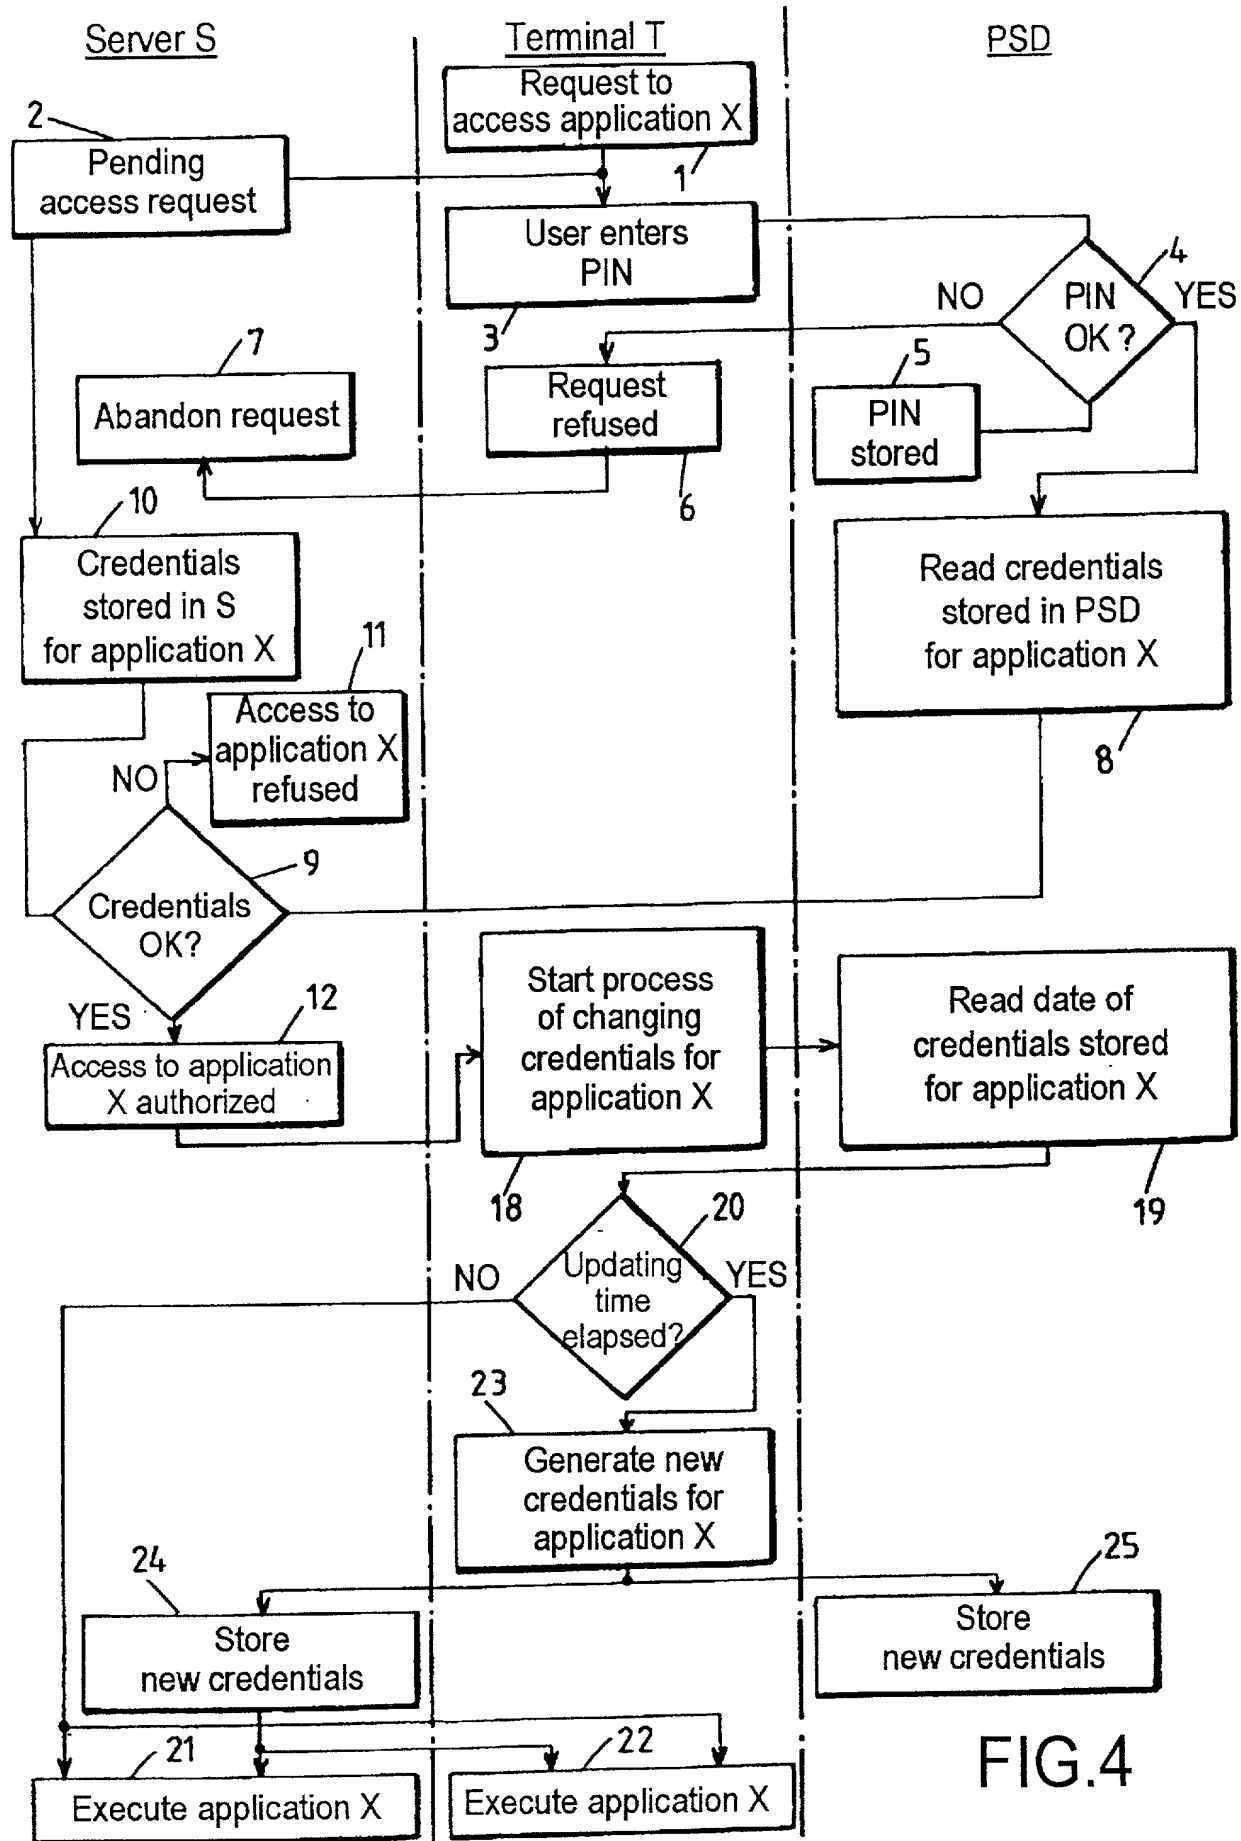 Server S
Terminal T
PSD
Request to
access application X
1
2
Pending
access request
User enters
PIN
3
4
NO
PIN
OK?
YES
5
PIN
stored
7
Abandon request
Request
refused
6
10
Credentials
stored in S
for application X
Read credentials
stored in PSD
for application X
8
11
Access to
application X
refused
NO
9
Credentials
OK?
YES
12
Access to application
X authorized
Start process
of changing
credentials for
application X
18
Read date of
credentials stored
for application X
19
20
NO
Updating
time
elapsed?
YES
23
Generate new
credentials for
application X
24
Store
new credentials
25
Store
new credentials
21
Execute application X
22
Execute application X
FIG.4